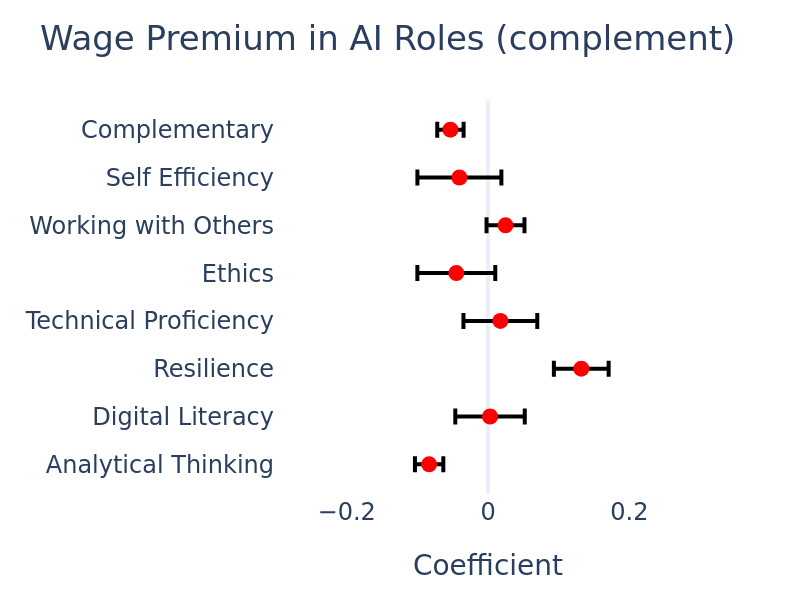 Wage Premium in AI Roles (complement)
Complementary
Self Efficiency
Working with Others
Ethics
Technical Proficiency
Resilience
Digital Literacy
Analytical Thinking
−0.2 0 0.2
Coefficient